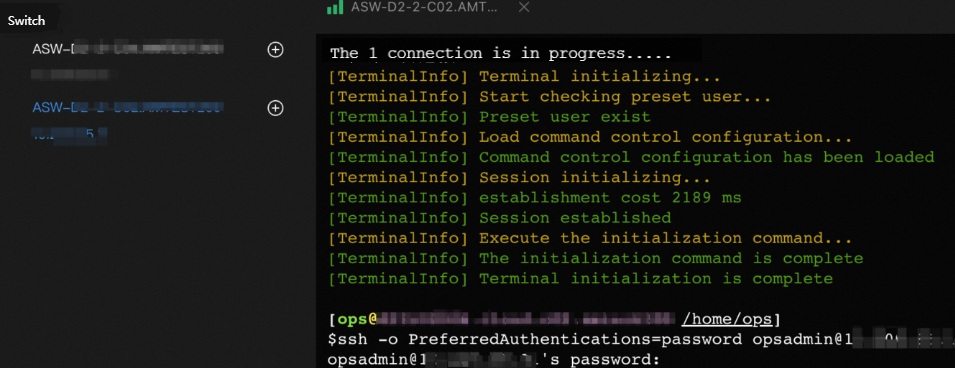 Switch
ASW-D2-2-C02.AMT...
ASW-
ASW-
5
The 1 connection is in progress.....
[TerminalInfo] Terminal initializing...
[TerminalInfo] Start checking preset user...
[TerminalInfo] Preset user exist
[TerminalInfo] Load command control configuration...
[TerminalInfo] Command control configuration has been loaded
[TerminalInfo] Session initializing...
[TerminalInfo] establishment cost 2189 ms
[TerminalInfo] Session established
[TerminalInfo] Execute the initialization command...
[TerminalInfo] The initialization command is complete
[TerminalInfo] Terminal initialization is complete
[ops@ /home/ops]
$ssh -o PreferredAuthentications=password opsadmin@1
opsadmin@1 's password: